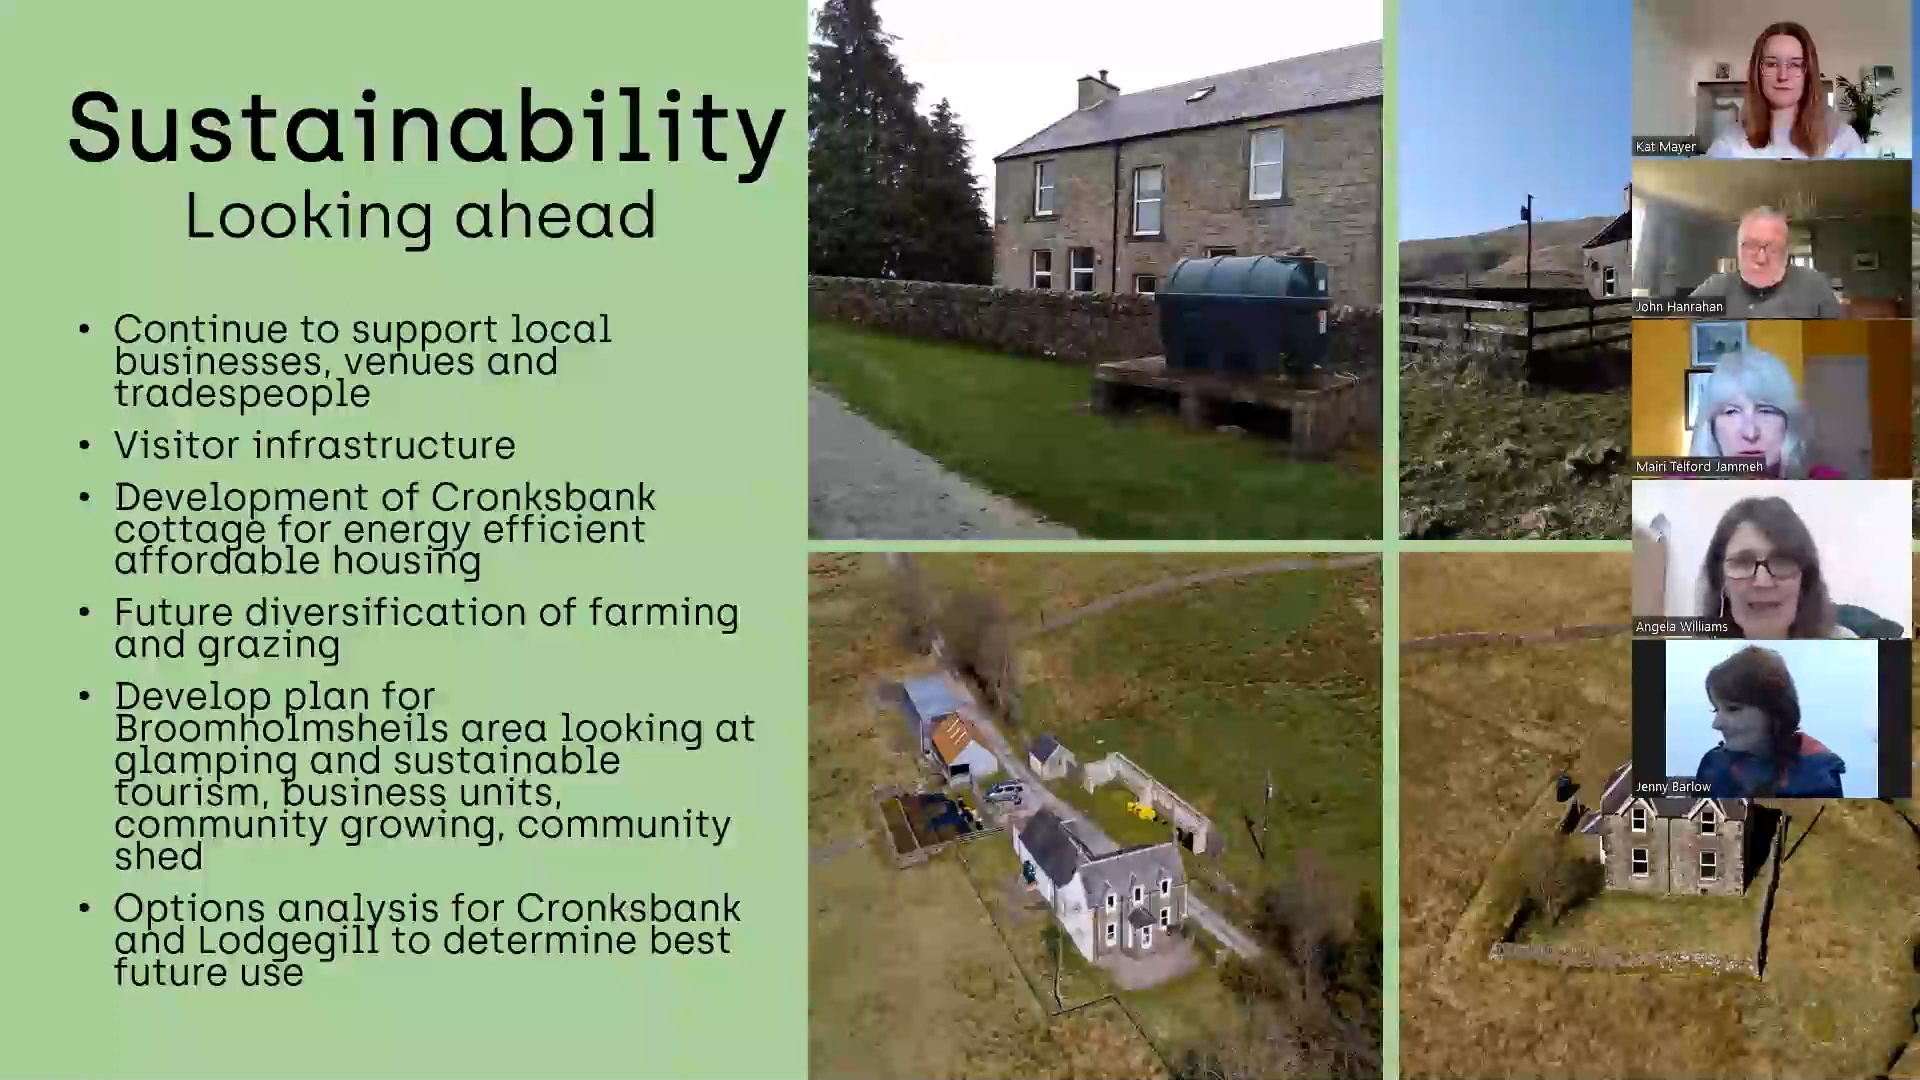 Sustainability
Looking ahead
• Continue to support local
businesses, venues and
tradespeople
• Visitor infrastructure
• Development of Cronksbank
cottage for energy efficient
affordable housing
• Future diversification of farming
and grazing
• Develop plan for
Broomholmsheils area looking at
glamping and sustainable
tourism, business units,
community growing, community
shed
• Options analysis for Cronksbank
and Lodgegill to determine best
future use
Kat Mayer
John Hanrahan
Mairi Telford Jammeh
Angela Williams
Jenny Barlow